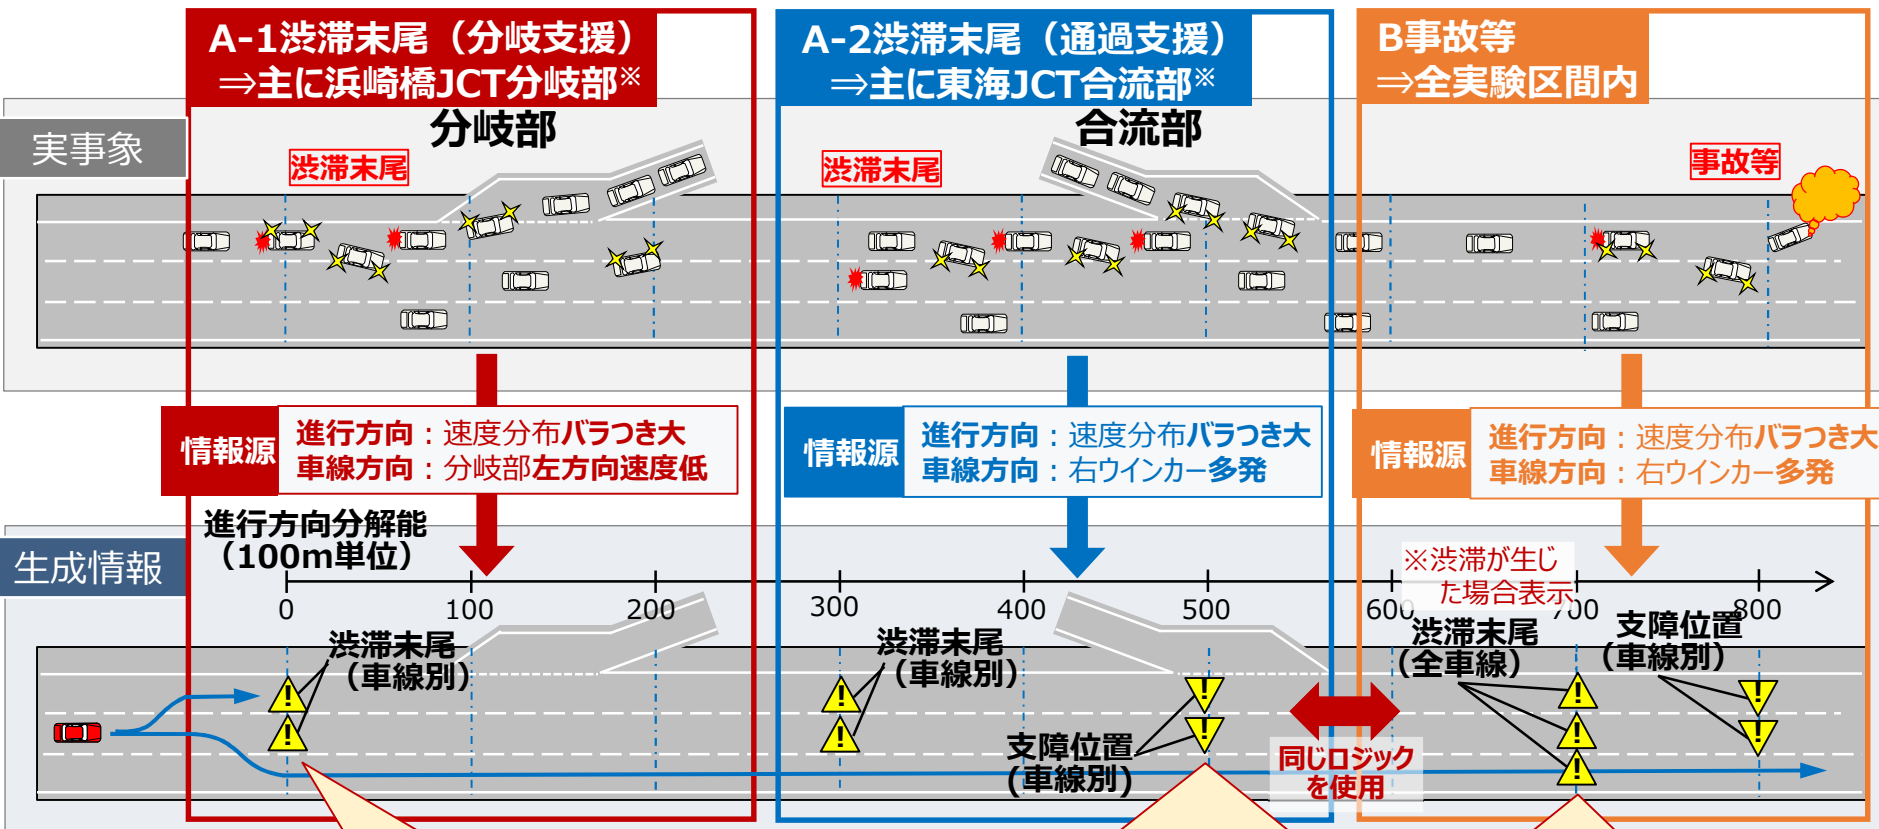 A-1渋滞末尾（分岐支援）
⇒主に浜崎橋JCT分岐部※
A-2渋滞末尾（通過支援）
⇒主に東海JCT合流部※
B事故等
⇒全実験区間内
実事象
分岐部
渋滞末尾
合流部
渋滞末尾
事故等
情報源
進行方向：速度分布バラつき大
車線方向：分岐部左方向速度低
情報源
進行方向：速度分布バラつき大
車線方向：右ウインカー多発
情報源
進行方向：速度分布バラつき大
車線方向：右ウインカー多発
生成情報
進行方向分解能
（100m単位）
※渋滞が生じ
た場合表示
0 100 200 300 400 500 600 700 800
渋滞末尾
（車線別）
渋滞末尾
（車線別）
支障位置
(車線別)
同じロジック
を使用
渋滞末尾
(全車線)
支障位置
(車線別)